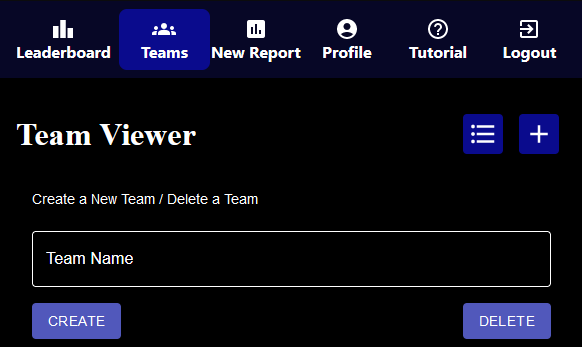 Leaderboard Teams New Report Profile Tutorial Logout
Team Viewer
Create a New Team / Delete a Team
Team Name
CREATE DELETE